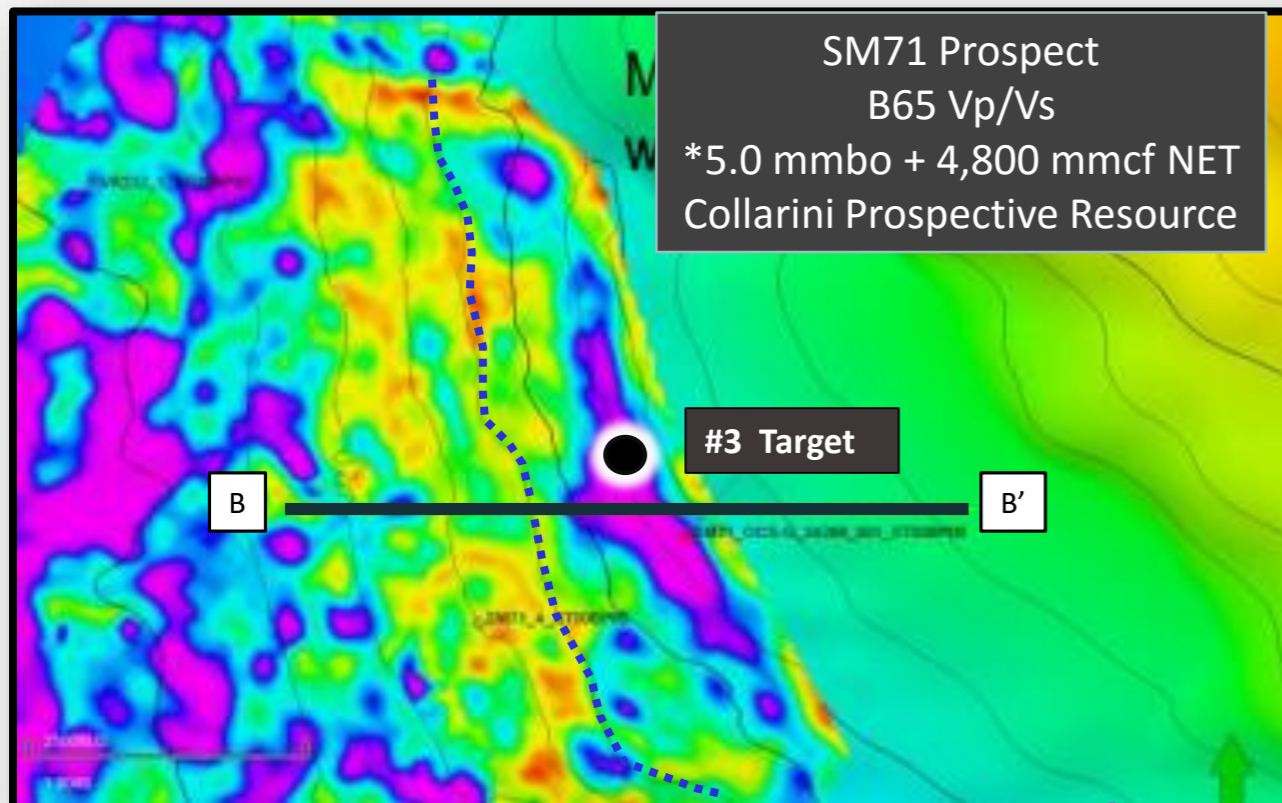 SM71 Prospect
B65 Vp/Vs
*5.0 mmbo + 4,800 mmcf NET
Collarini Prospective Resource
#3 Target
B
B’